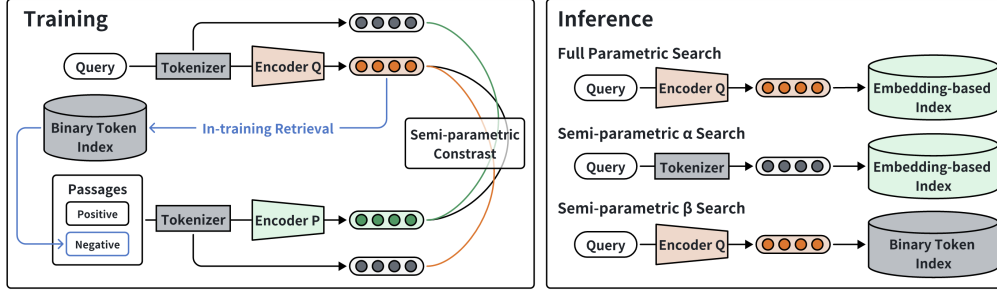 Training
Query
Tokenizer
Encoder Q
Binary Token
Index
In-training Retrieval
Semi-parametric
Constrast
Passages
Positive
Negative
Tokenizer
Encoder P
Inference
Full Parametric Search
Query
Encoder Q
Embedding-based
Index
Semi-parametric α Search
Query
Tokenizer
Embedding-based
Index
Semi-parametric β Search
Query
Encoder Q
Binary Token
Index